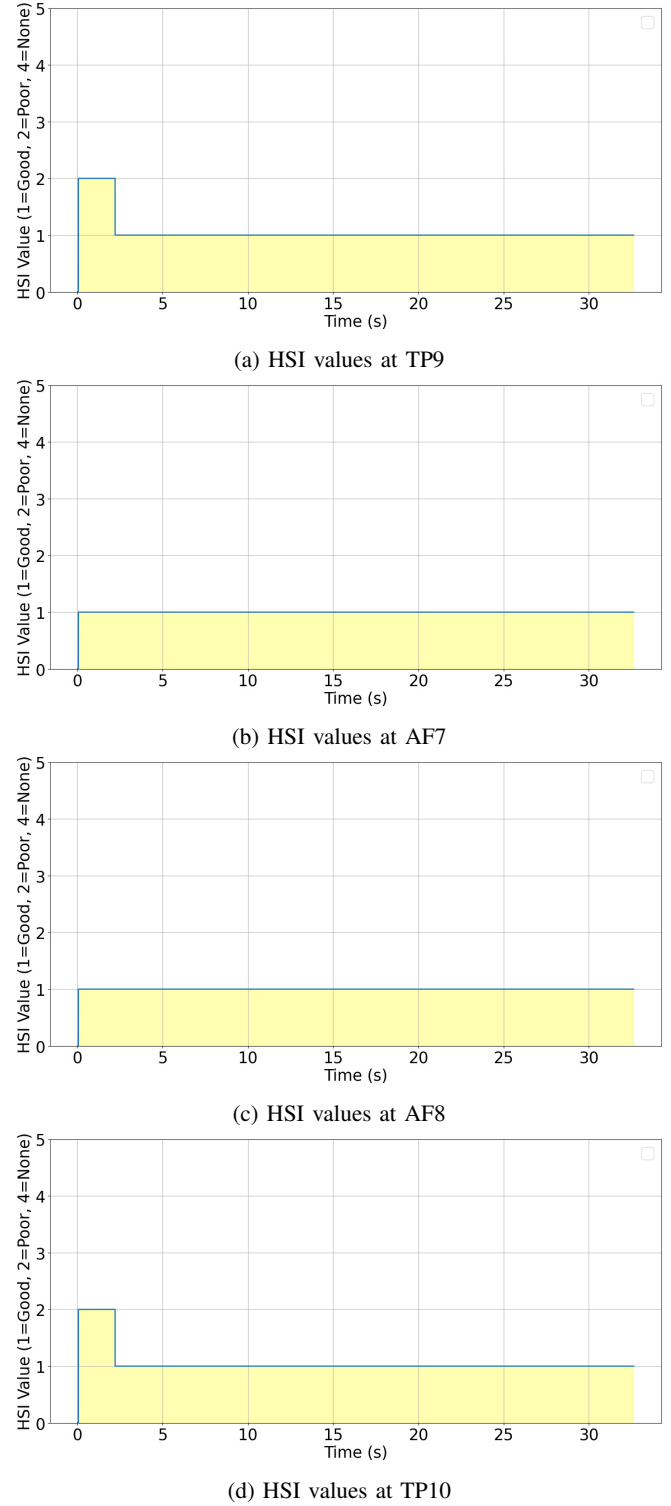 HSI Value (1=Good, 2=Poor, 4=None)
5
4
3
2
1
0
0 5 10 15 20 25 30
Time (s)
(a) HSI values at TP9
HSI Value (1=Good, 2=Poor, 4=None)
5
4
3
2
1
0
0 5 10 15 20 25 30
Time (s)
(b) HSI values at AF7
HSI Value (1=Good, 2=Poor, 4=None)
5
4
3
2
1
0
0 5 10 15 20 25 30
Time (s)
(c) HSI values at AF8
HSI Value (1=Good, 2=Poor, 4=None)
5
4
3
2
1
0
0 5 10 15 20 25 30
Time (s)
(d) HSI values at TP10